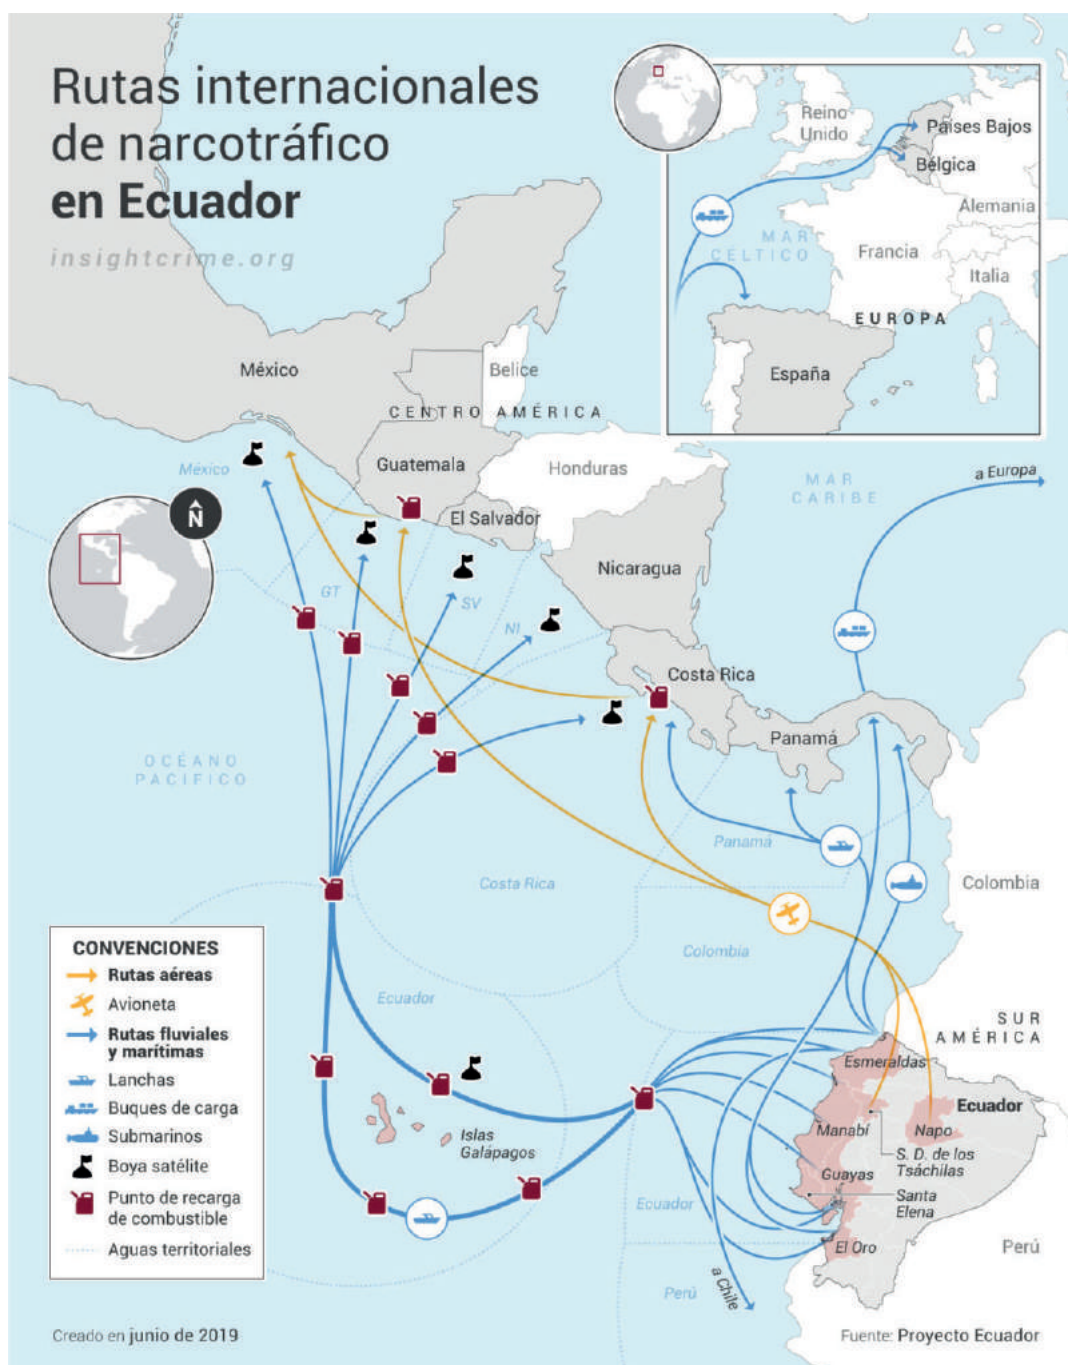 Rutas internacionales
de narcotráfico
en Ecuador
insightcrime.org
Reino
Unido
Países Bajos
Bélgica
Alemania
MAR
CÉLTICO
Francia
Italia
EUROPA
España
México
Belice
CENTRO AMÉRICA
México
Guatemala
Honduras
MAR
CARIBE
a Europa
N
El Salvador
Nicaragua
GT
SV
NI
Costa Rica
Panamá
OCÉANO
PACÍFICO
Panamá
Costa Rica
Colombia
Colombia
Ecuador
SUR
AMÉRICA
CONVENCIONES
Rutas aéreas
Avioneta
Rutas fluviales
y marítimas
Lanchas
Buques de carga
Submarinos
Boya satélite
Punto de recarga
de combustible
Aguas territoriales
Esmeraldas
Ecuador
Manabí
Napo
Islas
Galápagos
S. D. de los
Tsáchilas
Guayas
Santa
Elena
Ecuador
El Oro
Perú
Perú
a Chile
Creado en junio de 2019
Fuente: Proyecto Ecuador